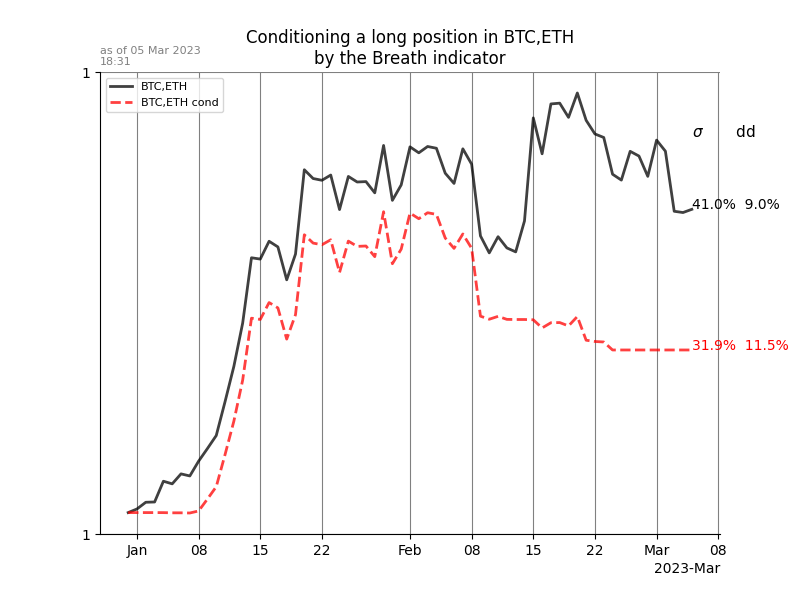 Conditioning a long position in BTC,ETH
by the Breath indicator
as of 05 Mar 2023
18:31
1
BTC,ETH
BTC,ETH cond
σ dd
41.0% 9.0%
31.9% 11.5%
1
Jan 08 15 22 Feb 08 15 22 Mar 08
2023-Mar